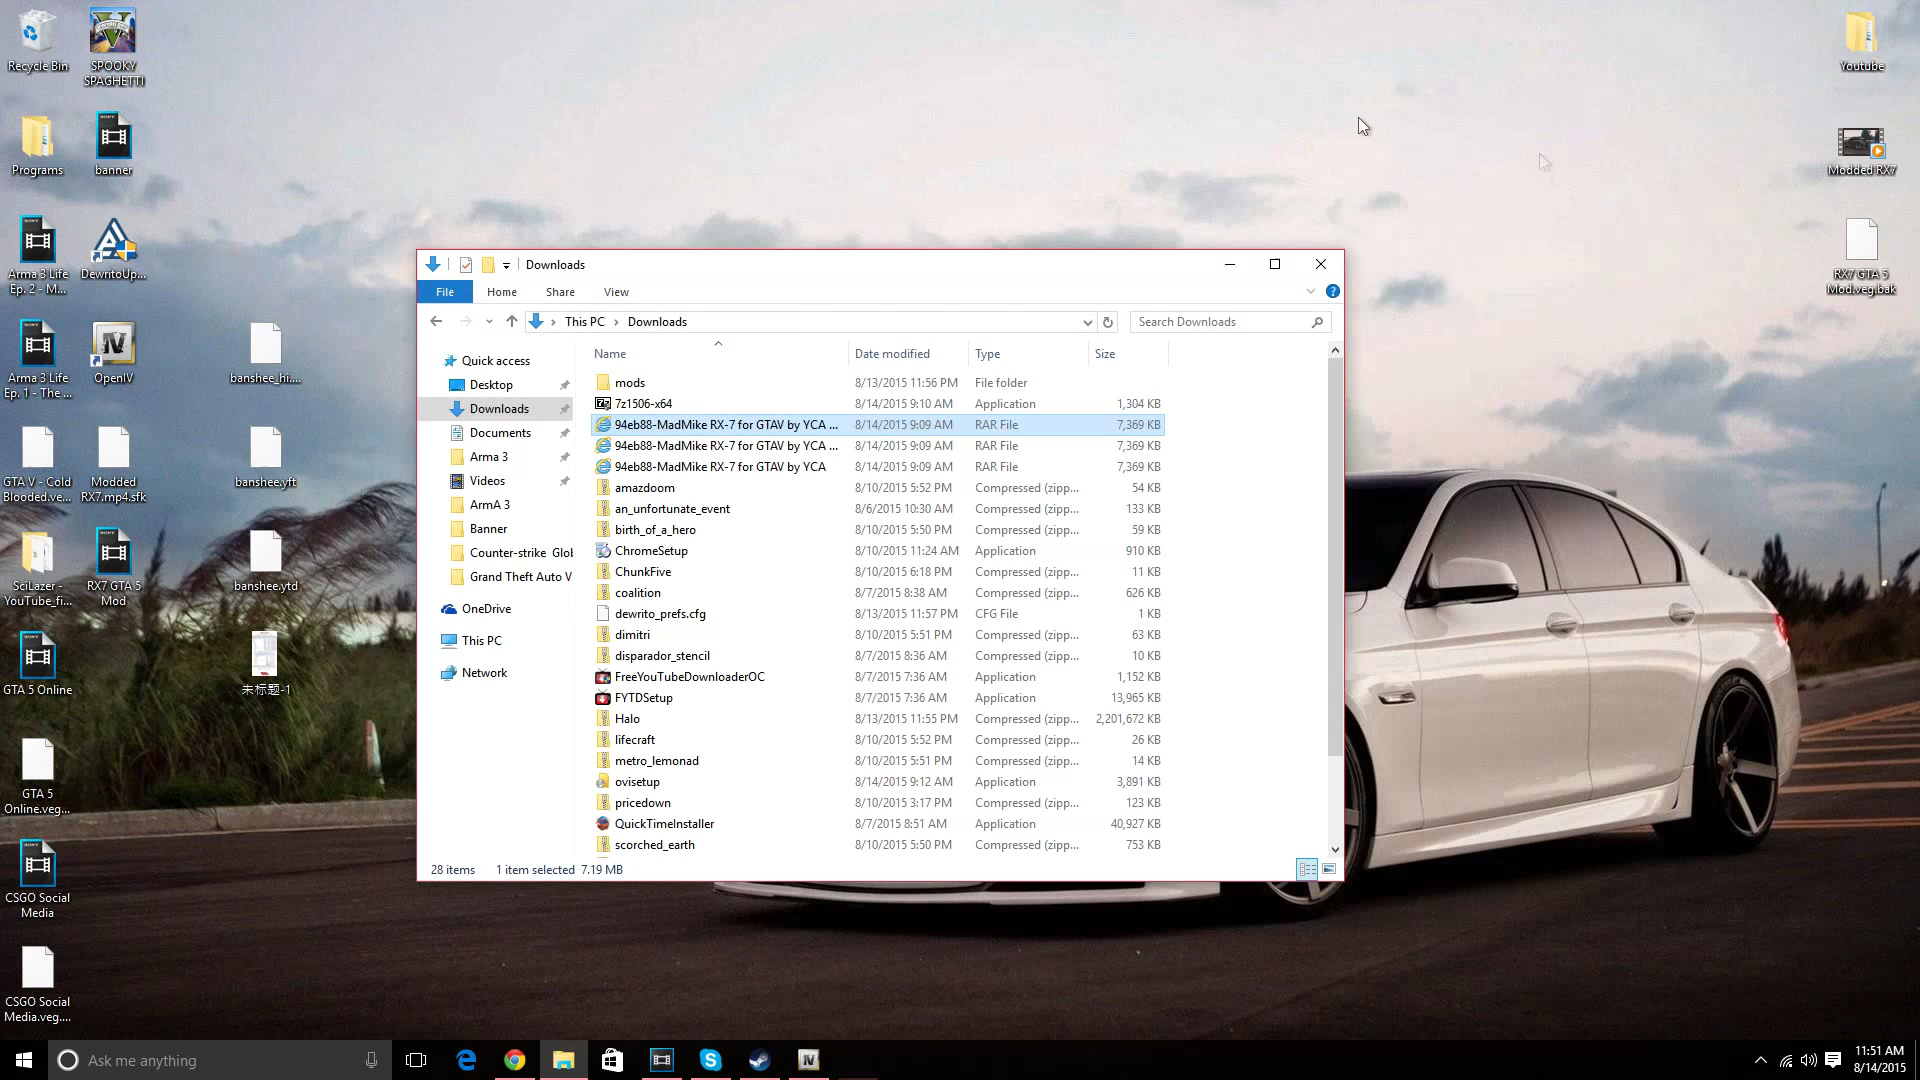 Recycle Bin
SPOOKY
SPAGHETTI
Programs
banner
Arma 3 Life
Ep. 2 - M...
DewritoUp...
Arma 3 Life
Ep. 1 - The ...
OpenIV
banshee_hi....
GTA V - Cold
Blooded.ve...
Modded
RX7.mp4.sfk
banshee.yft
SciLazer -
YouTube_fi...
RX7 GTA 5
Mod
banshee.ytd
GTA 5 Online
未标题-1
GTA 5
Online.veg...
CSGO Social
Media
CSGO Social
Media.veg....
Youtube
Modded RX7
RX7 GTA 5
Mod.veg.bak
Downloads
File Home Share View
This PC > Downloads
Search Downloads
Quick access
Desktop
Downloads
Documents
Arma 3
Videos
ArmA 3
Banner
Counter-strike Glob
Grand Theft Auto V
OneDrive
This PC
Network
Name Date modified Type Size
mods 8/13/2015 11:56 PM File folder
7z1506-x64 8/14/2015 9:10 AM Application 1,304 KB
94eb88-MadMike RX-7 for GTAV by YCA ... 8/14/2015 9:09 AM RAR File 7,369 KB
94eb88-MadMike RX-7 for GTAV by YCA ... 8/14/2015 9:09 AM RAR File 7,369 KB
94eb88-MadMike RX-7 for GTAV by YCA 8/14/2015 9:09 AM RAR File 7,369 KB
amazdoom 8/10/2015 5:52 PM Compressed (zipp... 54 KB
an_unfortunate_event 8/6/2015 10:30 AM Compressed (zipp... 133 KB
birth_of_a_hero 8/10/2015 5:50 PM Compressed (zipp... 59 KB
ChromeSetup 8/10/2015 11:24 AM Application 910 KB
ChunkFive 8/10/2015 6:18 PM Compressed (zipp... 11 KB
coalition 8/7/2015 8:38 AM Compressed (zipp... 626 KB
dewrito_prefs.cfg 8/13/2015 11:57 PM CFG File 1 KB
dimitri 8/10/2015 5:51 PM Compressed (zipp... 63 KB
disparador_stencil 8/7/2015 8:36 AM Compressed (zipp... 10 KB
FreeYouTubeDownloaderOC 8/7/2015 7:36 AM Application 1,152 KB
FYTDSetup 8/7/2015 7:36 AM Application 13,965 KB
Halo 8/13/2015 11:55 PM Compressed (zipp... 2,201,672 KB
lifecraft 8/10/2015 5:52 PM Compressed (zipp... 26 KB
metro_lemonad 8/10/2015 5:51 PM Compressed (zipp... 14 KB
ovisetup 8/14/2015 9:12 AM Application 3,891 KB
pricedown 8/10/2015 3:17 PM Compressed (zipp... 123 KB
QuickTimeInstaller 8/7/2015 8:51 AM Application 40,927 KB
scorched_earth 8/10/2015 5:50 PM Compressed (zipp... 753 KB
28 items 1 item selected 7.19 MB
Ask me anything
11:51 AM
8/14/2015